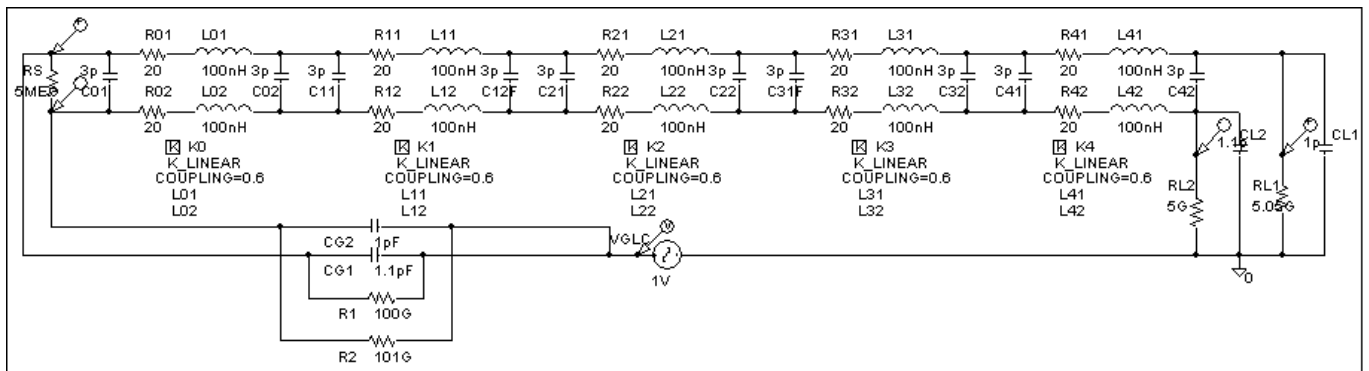 R01 L01 R11 L11 R21 L21 R31 L31 R41 L41
RS 3p 20 100nH 3p 3p 20 100nH 3p 3p 20 100nH 3p 3p 20 100nH 3p 3p 20 100nH 3p
5MEG C01 R02 L02 C02 C11 R12 L12 C12F C21 R22 L22 C22 C31F R32 L32 C32 C41 R42 L42 C42
20 100nH 20 100nH 20 100nH 20 100nH 20 100nH
K K0 K K1 K K2 K K3 K K4
K_LINEAR K_LINEAR K_LINEAR K_LINEAR K_LINEAR
COUPLING=0.6 COUPLING=0.6 COUPLING=0.6 COUPLING=0.6 COUPLING=0.6
L01 L11 L21 L31 L41
L02 L12 L22 L32 L42
CL2 CL1
1p
RL2 RL1
5G 5.05G
CG2 1pF
VGLC
CG1 1.1pF
1V
0
R1 100G
R2 101G